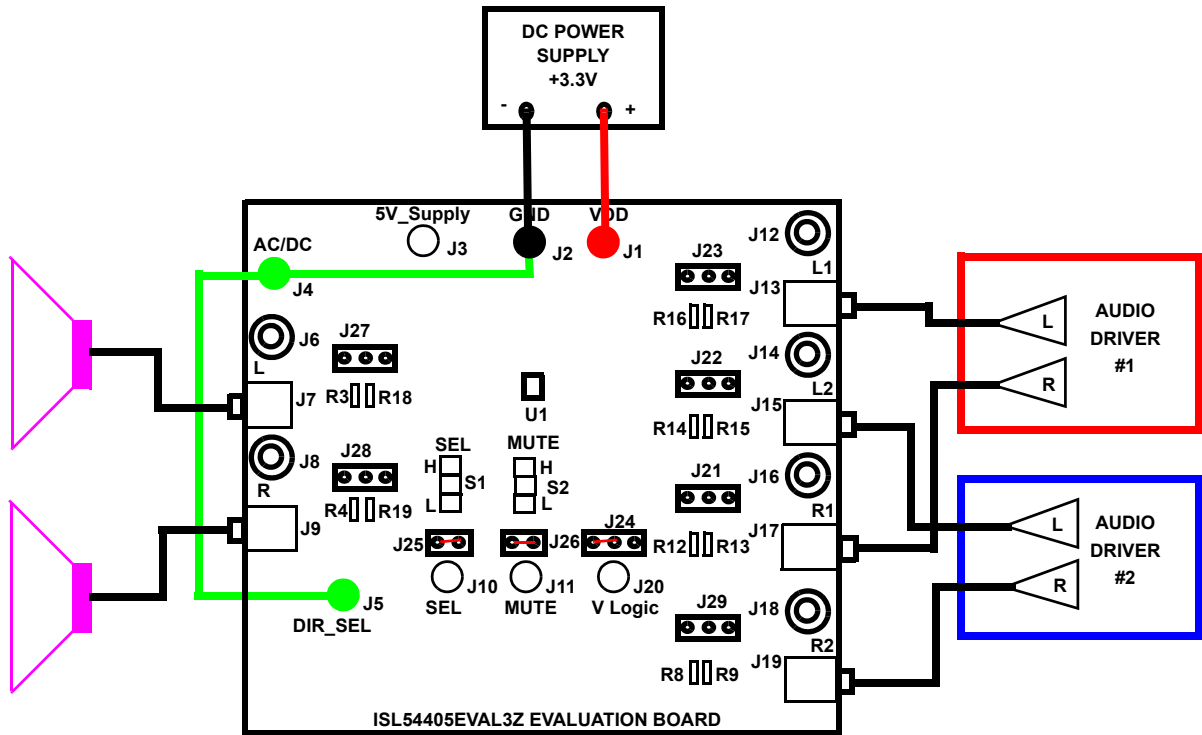 DC POWER
SUPPLY
+3.3V
- +
5V_Supply GND VDD
J3 J2 J1
AC/DC
J4
J12
L1
J23
J13
R16 R17
J6
L
J27
J14
L2
J22
J7
R3 R18
J15
R14 R15
U1
J8
R
J28
SEL
H
S1
L
MUTE
H
S2
L
J21
J16
R1
J9
R4 R19
J25 J26 J24
R12 R13
J17
J10 J11 J20
SEL MUTE V Logic
J5
DIR_SEL
J29
J18
R2
R8 R9
J19
ISL54405EVAL3Z EVALUATION BOARD
L
R
AUDIO
DRIVER
#1
L
R
AUDIO
DRIVER
#2